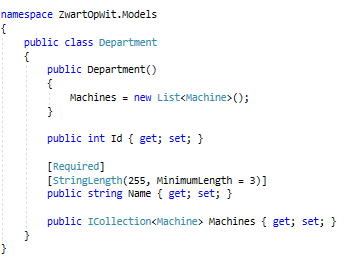 namespace ZwartOpWit.Models
{
public class Department
{
public Department()
{
Machines = new List<Machine>();
}
public int Id { get; set; }
[Required]
[StringLength(255, MinimumLength = 3)]
public string Name { get; set; }
public ICollection<Machine> Machines { get; set; }
}
}